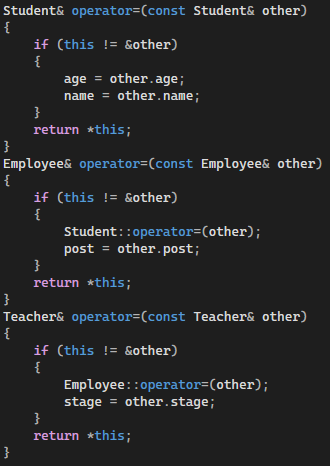 Student& operator=(const Student& other)
{
    if (this != &other)
    {
        age = other.age;
        name = other.name;
    }
    return *this;
}
Employee& operator=(const Employee& other)
{
    if (this != &other)
    {
        Student::operator=(other);
        post = other.post;
    }
    return *this;
}
Teacher& operator=(const Teacher& other)
{
    if (this != &other)
    {
        Employee::operator=(other);
        stage = other.stage;
    }
    return *this;
}